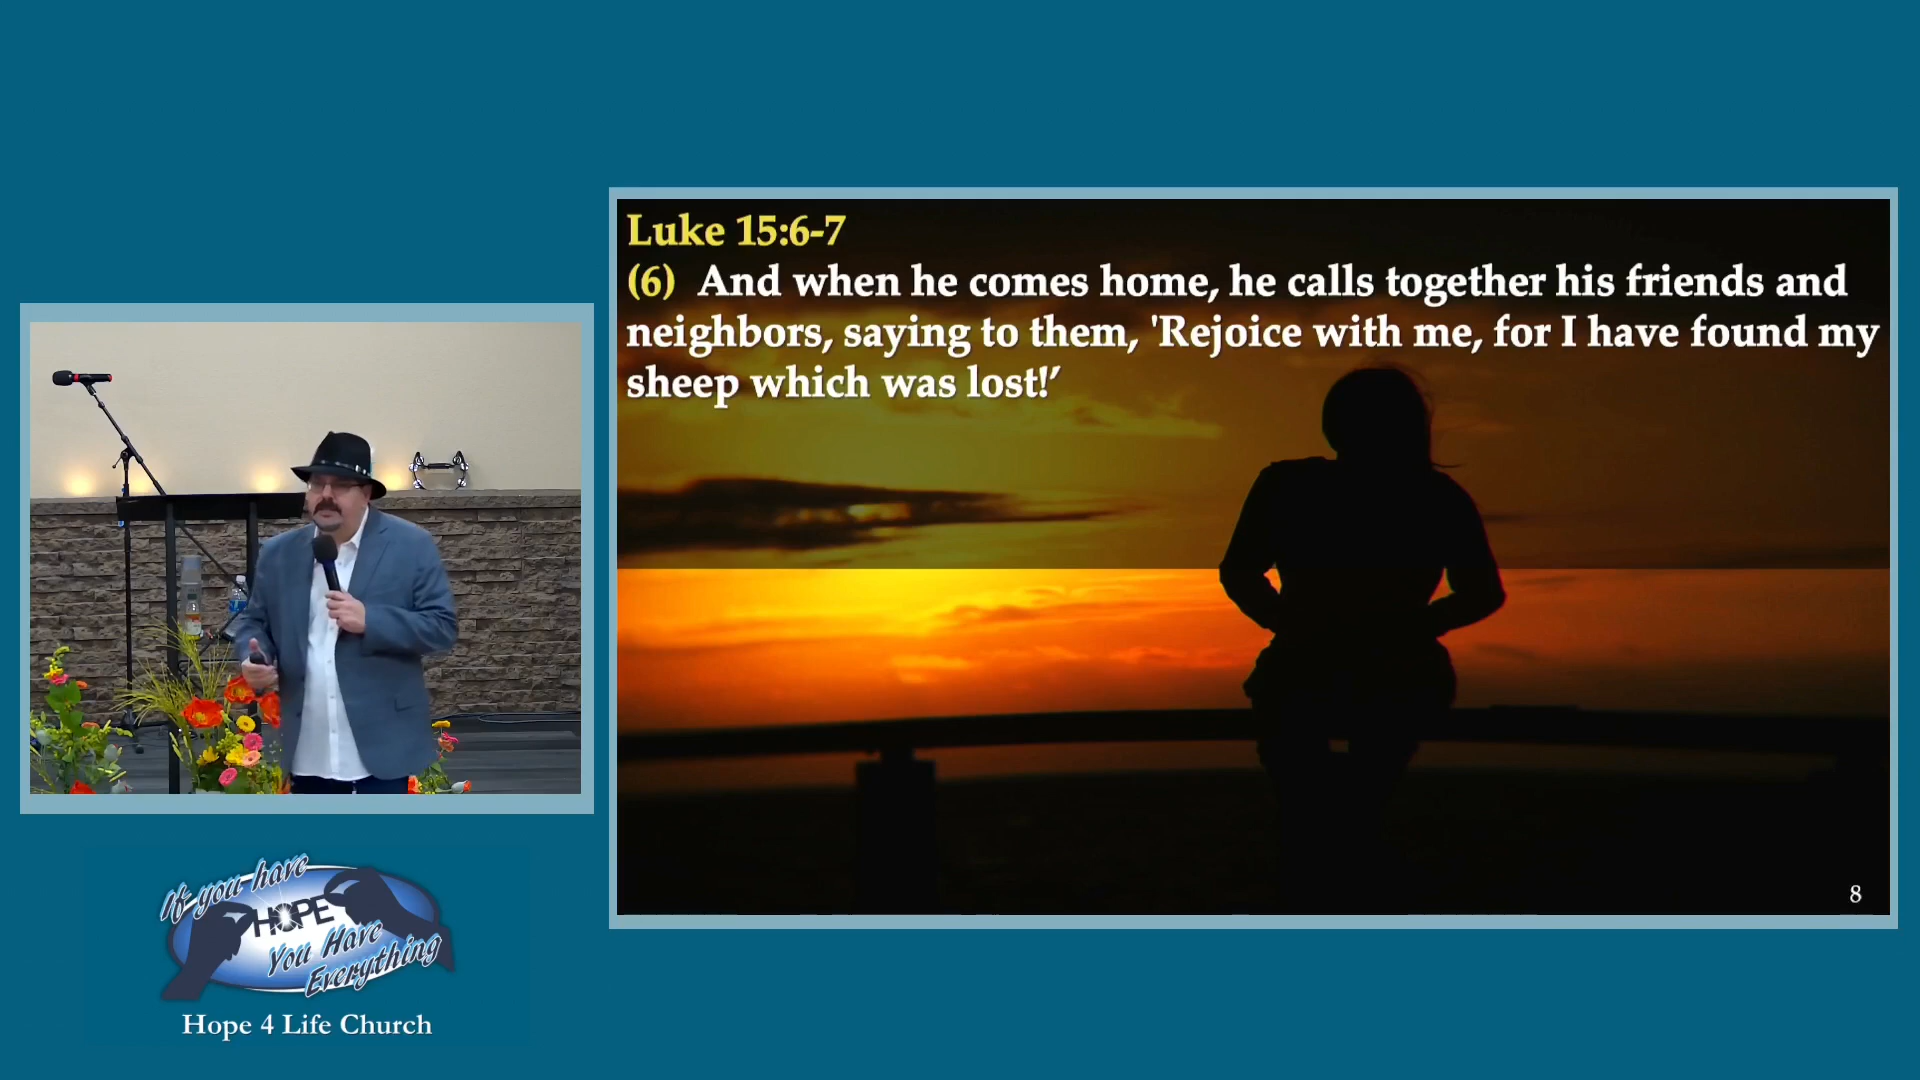 Luke 15:6-7
(6) And when he comes home, he calls together his friends and
neighbors, saying to them, 'Rejoice with me, for I have found my
sheep which was lost!’
8
If you have
HOPE
You Have
Everything
Hope 4 Life Church